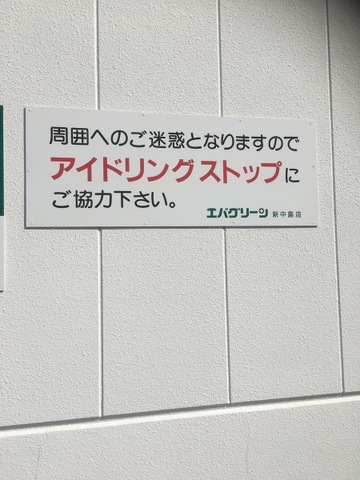 周囲へのご迷惑となりますので
アイドリングストップに
ご協力下さい。
エバグリーン 新中島店